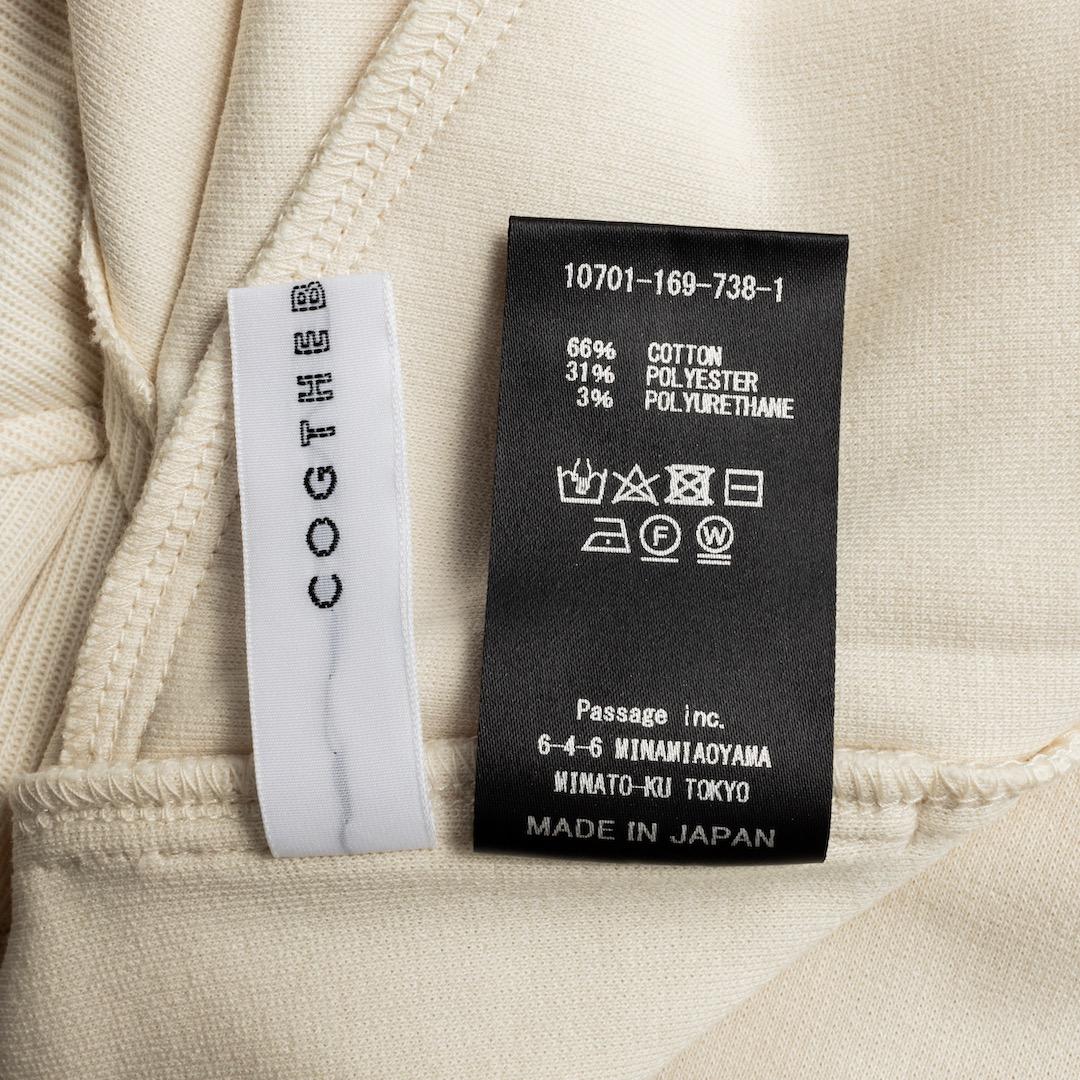 COGTHEB
10701-169-738-1
66% COTTON
31% POLYESTER
3% POLYURETHANE
F W
Passage inc.
6-4-6 MINAMIAOYAMA
MINATO-KU TOKYO
MADE IN JAPAN